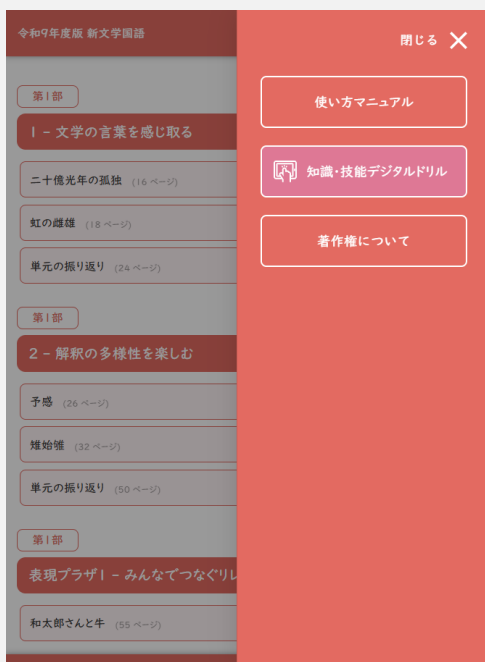 令和9年度版 新文学国語
閉じる
使い方マニュアル
知識・技能デジタルドリル
著作権について
第1部
1 - 文学の言葉を感じ取る
二十億光年の孤独 (16 ページ)
虹の雌雄 (18 ページ)
単元の振り返り (24 ページ)
第1部
2 - 解釈の多様性を楽しむ
予感 (26 ページ)
雉始雊 (32 ページ)
単元の振り返り (50 ページ)
第1部
表現プラザ1 - みんなでつなぐリレ
和太郎さんと牛 (55 ページ)